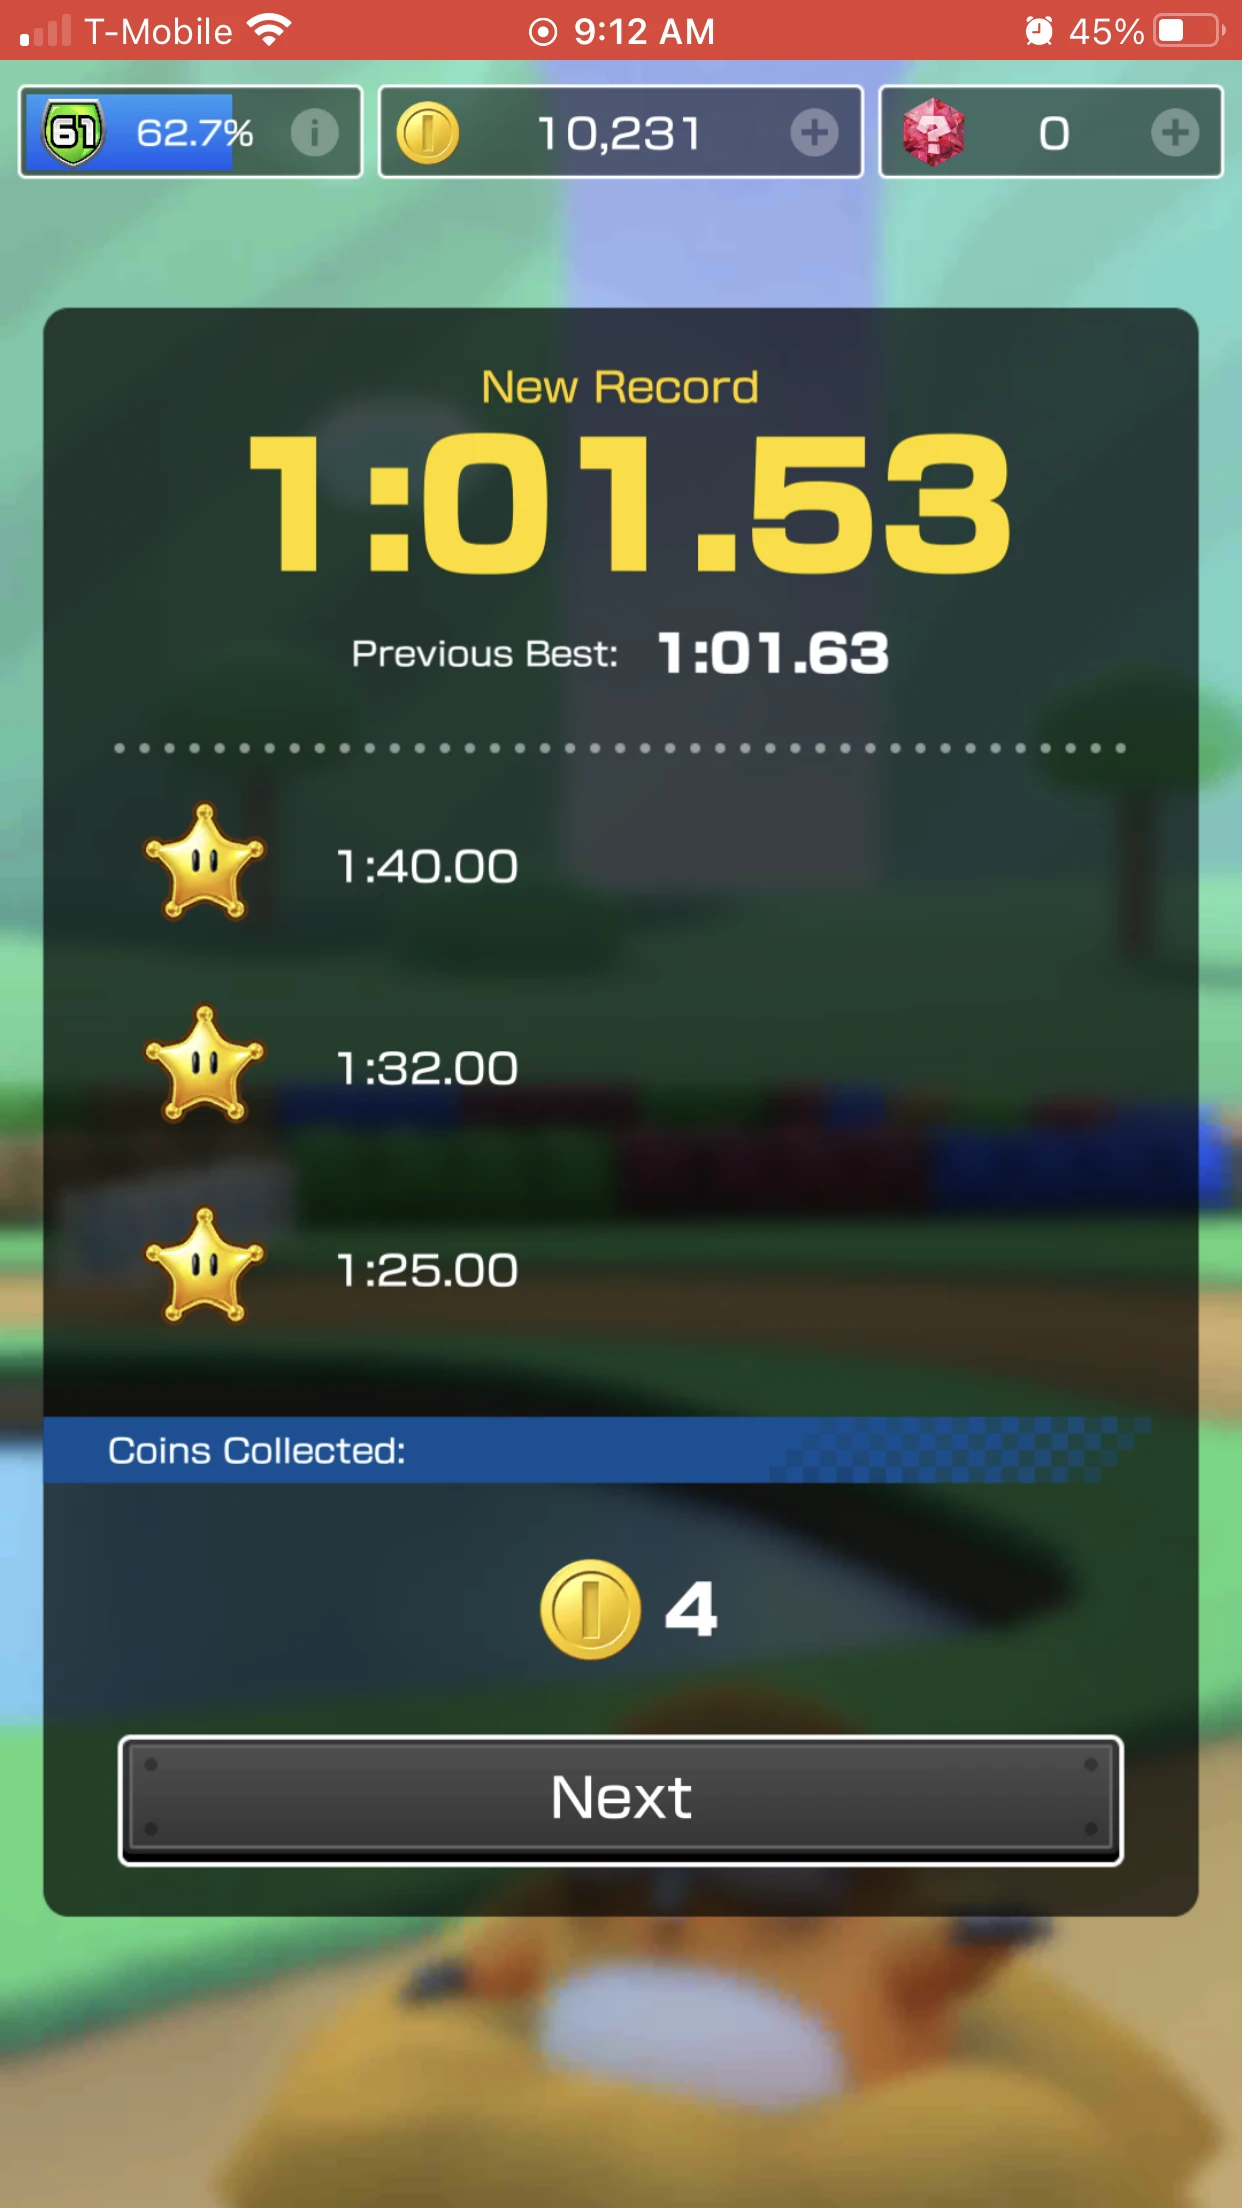 T-Mobile 9:12 AM 45%
61 62.7% i 10,231 + ? 0 +
New Record
1:01.53
Previous Best: 1:01.63
1:40.00
1:32.00
1:25.00
Coins Collected:
4
Next